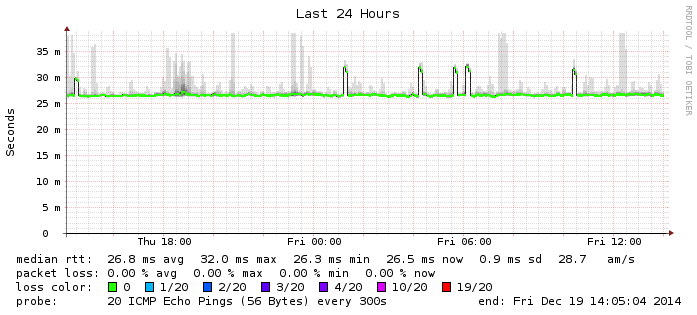 Last 24 Hours
RRDTOOL / TOBI OETIKER
Seconds
35 m
30 m
25 m
20 m
15 m
10 m
5 m
0
Thu 18:00 Fri 00:00 Fri 06:00 Fri 12:00
median rtt: 26.8 ms avg 32.0 ms max 26.3 ms min 26.5 ms now 0.9 ms sd 28.7 am/s
packet loss: 0.00 % avg 0.00 % max 0.00 % min 0.00 % now
loss color: 0 1/20 2/20 3/20 4/20 10/20 19/20
probe: 20 ICMP Echo Pings (56 Bytes) every 300s end: Fri Dec 19 14:05:04 2014